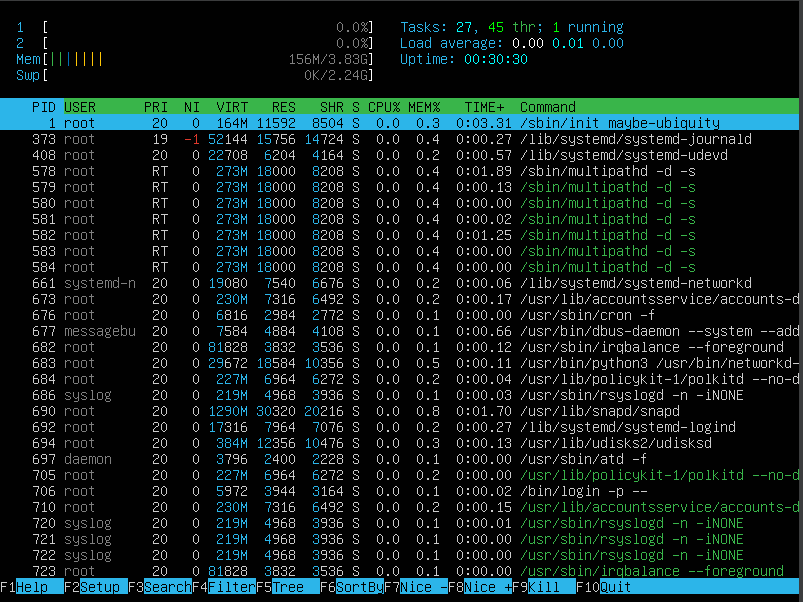 1 [ 0.0%] Tasks: 27, 45 thr; 1 running
2 [ 0.0%] Load average: 0.00 0.01 0.00
Mem[||||||| 156M/3.83G] Uptime: 00:30:30
Swp[ 0K/2.24G]
PID USER PRI NI VIRT RES SHR S CPU% MEM% TIME+ Command
1 root 20 0 164M 11592 8504 S 0.0 0.3 0:03.31 /sbin/init maybe-ubiquity
373 root 19 -1 52144 15756 14724 S 0.0 0.4 0:00.27 /lib/systemd/systemd-journald
408 root 20 0 22708 6204 4164 S 0.0 0.2 0:00.57 /lib/systemd/systemd-udevd
578 root RT 0 273M 18000 8208 S 0.0 0.4 0:01.89 /sbin/multipathd -d -s
579 root RT 0 273M 18000 8208 S 0.0 0.4 0:00.13 /sbin/multipathd -d -s
580 root RT 0 273M 18000 8208 S 0.0 0.4 0:00.00 /sbin/multipathd -d -s
581 root RT 0 273M 18000 8208 S 0.0 0.4 0:00.02 /sbin/multipathd -d -s
582 root RT 0 273M 18000 8208 S 0.0 0.4 0:01.25 /sbin/multipathd -d -s
583 root RT 0 273M 18000 8208 S 0.0 0.4 0:00.00 /sbin/multipathd -d -s
584 root RT 0 273M 18000 8208 S 0.0 0.4 0:00.00 /sbin/multipathd -d -s
661 systemd-n 20 0 19080 7540 6676 S 0.0 0.2 0:00.06 /lib/systemd/systemd-networkd
673 root 20 0 230M 7316 6492 S 0.0 0.2 0:00.17 /usr/lib/accountsservice/accounts-d
676 root 20 0 6816 2984 2772 S 0.0 0.1 0:00.00 /usr/sbin/cron -f
677 messagebu 20 0 7584 4884 4108 S 0.0 0.1 0:00.66 /usr/bin/dbus-daemon --system --add
682 root 20 0 81828 3832 3536 S 0.0 0.1 0:00.12 /usr/sbin/irqbalance --foreground
683 root 20 0 29672 18584 10356 S 0.0 0.5 0:00.11 /usr/bin/python3 /usr/bin/networkd-
684 root 20 0 227M 6964 6272 S 0.0 0.2 0:00.04 /usr/lib/policykit-1/polkitd --no-d
686 syslog 20 0 219M 4968 3936 S 0.0 0.1 0:00.03 /usr/sbin/rsyslogd -n -iNONE
690 root 20 0 1290M 30320 20216 S 0.0 0.8 0:01.70 /usr/lib/snapd/snapd
692 root 20 0 17316 7964 7076 S 0.0 0.2 0:00.27 /lib/systemd/systemd-logind
694 root 20 0 384M 12356 10476 S 0.0 0.3 0:00.13 /usr/lib/udisks2/udisksd
697 daemon 20 0 3796 2400 2228 S 0.0 0.1 0:00.00 /usr/sbin/atd -f
705 root 20 0 227M 6964 6272 S 0.0 0.2 0:00.00 /usr/lib/policykit-1/polkitd --no-d
706 root 20 0 5972 3944 3164 S 0.0 0.1 0:00.02 /bin/login -p --
710 root 20 0 230M 7316 6492 S 0.0 0.2 0:00.15 /usr/lib/accountsservice/accounts-d
720 syslog 20 0 219M 4968 3936 S 0.0 0.1 0:00.01 /usr/sbin/rsyslogd -n -iNONE
721 syslog 20 0 219M 4968 3936 S 0.0 0.1 0:00.00 /usr/sbin/rsyslogd -n -iNONE
722 syslog 20 0 219M 4968 3936 S 0.0 0.1 0:00.00 /usr/sbin/rsyslogd -n -iNONE
723 root 20 0 81828 3832 3536 S 0.0 0.1 0:00.00 /usr/sbin/irqbalance --foreground
F1Help F2Setup F3SearchF4FilterF5Tree F6SortByF7Nice -F8Nice +F9Kill F10Quit